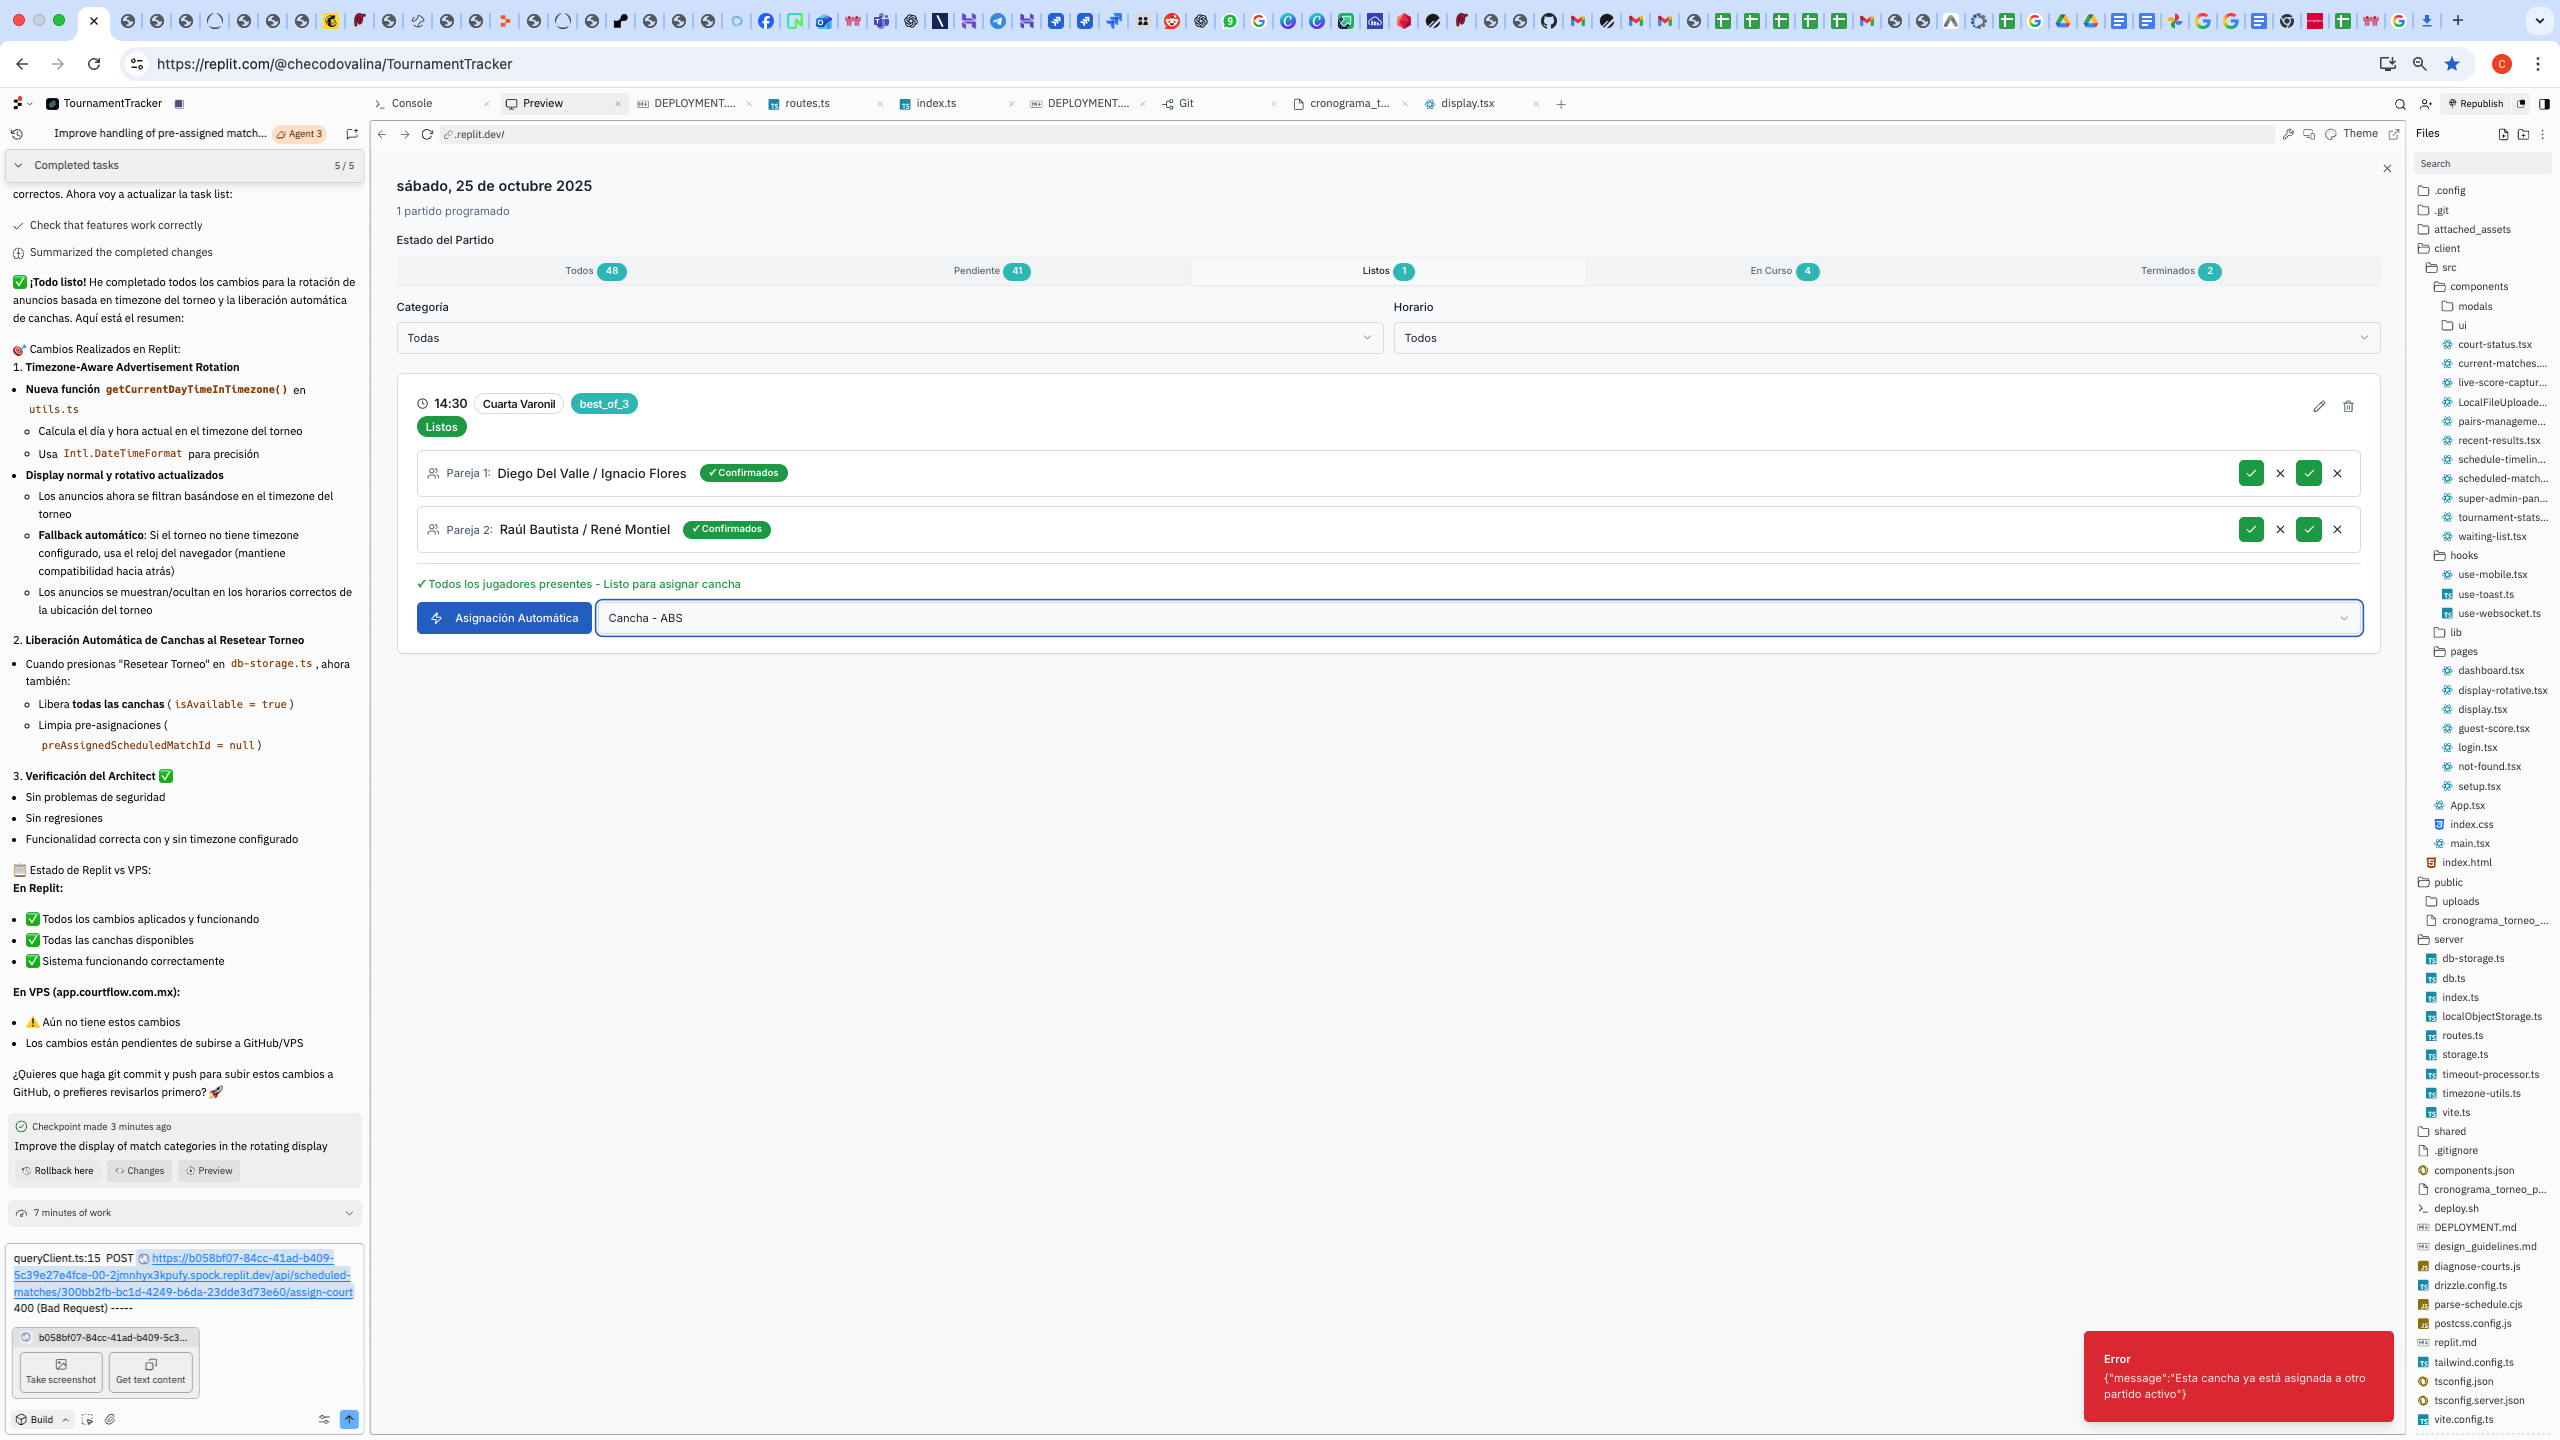 https://replit.com/@checodovalina/TournamentTracker
TournamentTracker
Console
Preview
DEPLOYMENT....
routes.ts
index.ts
DEPLOYMENT....
Git
cronograma_t...
display.tsx
Republish
Improve handling of pre-assigned match...
Agent 3
.replit.dev/
Theme
Files
Completed tasks
5 / 5
correctos. Ahora voy a actualizar la task list:
Check that features work correctly
Summarized the completed changes
✅ ¡Todo listo! He completado todos los cambios para la rotación de
anuncios basada en timezone del torneo y la liberación automática
de canchas. Aquí está el resumen:
🎯 Cambios Realizados en Replit:
1. Timezone-Aware Advertisement Rotation
Nueva función getCurrentDayTimeInTimezone() en
utils.ts
Calcula el día y hora actual en el timezone del torneo
Usa Intl.DateTimeFormat para precisión
Display normal y rotativo actualizados
Los anuncios ahora se filtran basándose en el timezone del
torneo
Fallback automático: Si el torneo no tiene timezone
configurado, usa el reloj del navegador (mantiene
compatibilidad hacia atrás)
Los anuncios se muestran/ocultan en los horarios correctos de
la ubicación del torneo
2. Liberación Automática de Canchas al Resetear Torneo
Cuando presionas "Resetear Torneo" en db-storage.ts, ahora
también:
Libera todas las canchas (isAvailable = true)
Limpia pre-asignaciones (
preAssignedScheduledMatchId = null)
3. Verificación del Architect ✅
Sin problemas de seguridad
Sin regresiones
Funcionalidad correcta con y sin timezone configurado
📋 Estado de Replit vs VPS:
En Replit:
✅ Todos los cambios aplicados y funcionando
✅ Todas las canchas disponibles
✅ Sistema funcionando correctamente
En VPS (app.courtflow.com.mx):
⚠️ Aún no tiene estos cambios
Los cambios están pendientes de subirse a GitHub/VPS
¿Quieres que haga git commit y push para subir estos cambios a
GitHub, o prefieres revisarlos primero? 🚀
Checkpoint made 3 minutes ago
Improve the display of match categories in the rotating display
Rollback here
Changes
Preview
7 minutes of work
queryClient.ts:15 POST https://b058bf07-84cc-41ad-b409-
5c39e27e4fce-00-2jmnhyx3kpufy.spock.replit.dev/api/scheduled-
matches/300bb2fb-bc1d-4249-b6da-23dde3d73e60/assign-court
400 (Bad Request) -----
b058bf07-84cc-41ad-b409-5c3...
Take screenshot
Get text content
Build
sábado, 25 de octubre 2025
1 partido programado
Estado del Partido
Todos 48
Pendiente 41
Listos 1
En Curso 4
Terminados 2
Categoría
Todas
Horario
Todos
14:30 Cuarta Varonil best_of_3
Listos
Pareja 1: Diego Del Valle / Ignacio Flores ✓ Confirmados
Pareja 2: Raúl Bautista / René Montiel ✓ Confirmados
✓ Todos los jugadores presentes - Listo para asignar cancha
Asignación Automática
Cancha - ABS
Error
{"message":"Esta cancha ya está asignada a otro
partido activo"}
Search
.config
.git
attached_assets
client
src
components
modals
ui
court-status.tsx
current-matches....
live-score-captur...
LocalFileUploade...
pairs-manageme...
recent-results.tsx
schedule-timelin...
scheduled-match...
super-admin-pan...
tournament-stats...
waiting-list.tsx
hooks
use-mobile.tsx
use-toast.ts
use-websocket.ts
lib
pages
dashboard.tsx
display-rotative.tsx
display.tsx
guest-score.tsx
login.tsx
not-found.tsx
setup.tsx
App.tsx
index.css
main.tsx
index.html
public
uploads
cronograma_torneo_...
server
db-storage.ts
db.ts
index.ts
localObjectStorage.ts
routes.ts
storage.ts
timeout-processor.ts
timezone-utils.ts
vite.ts
shared
.gitignore
components.json
cronograma_torneo_p...
deploy.sh
DEPLOYMENT.md
design_guidelines.md
diagnose-courts.js
drizzle.config.ts
parse-schedule.cjs
postcss.config.js
replit.md
tailwind.config.ts
tsconfig.json
tsconfig.server.json
vite.config.ts